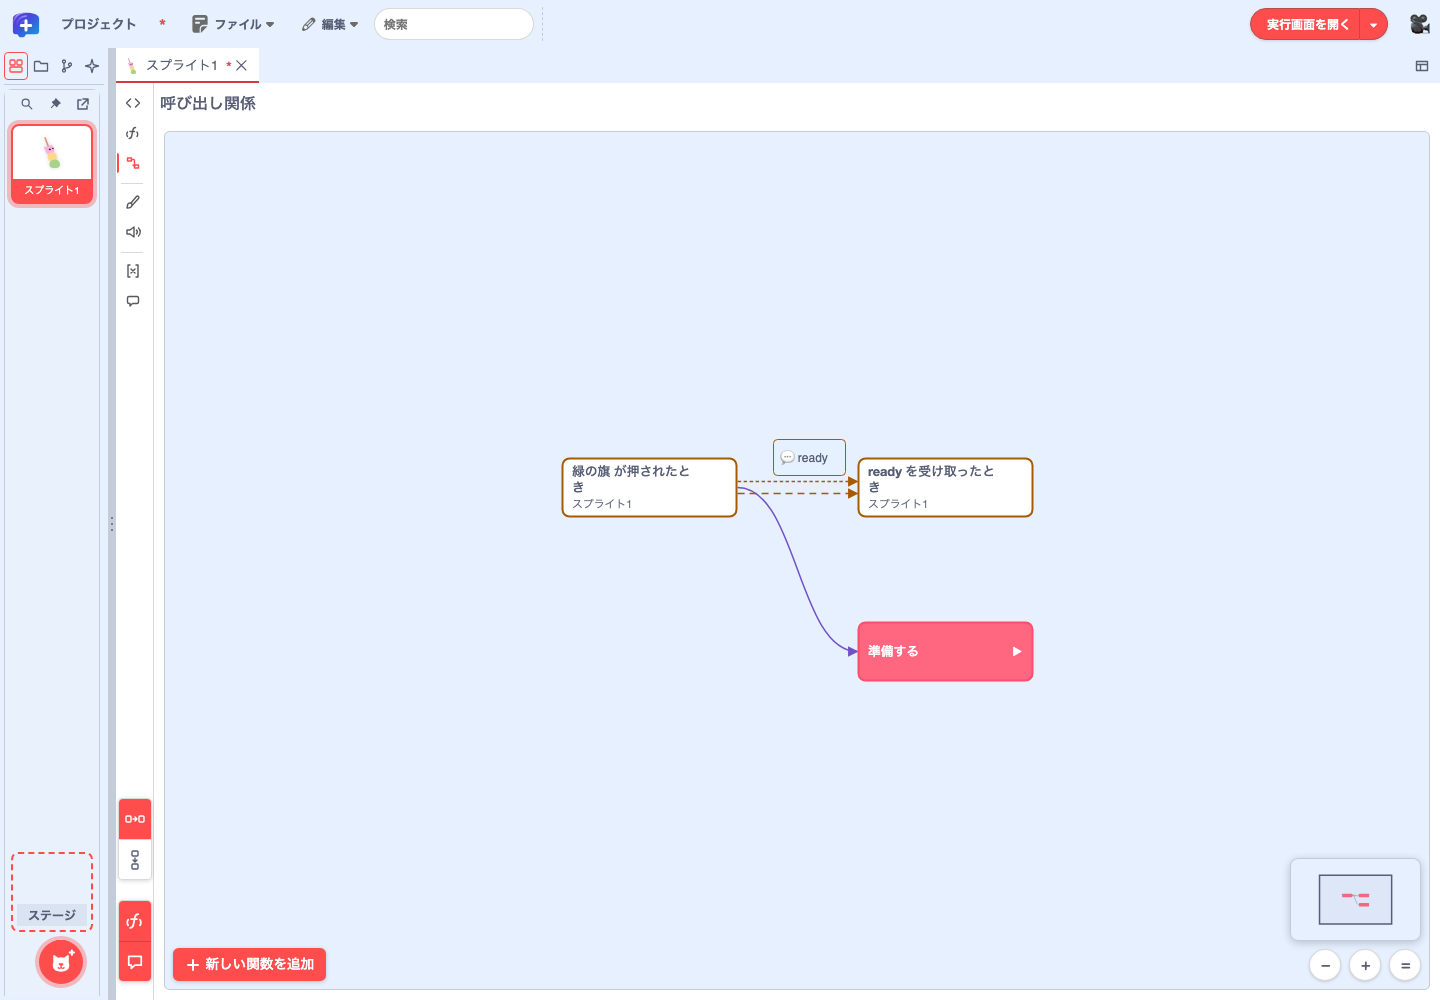 プロジェクト
*
ファイル
編集
検索
実行画面を開く
スプライト1 *
呼び出し関係
スプライト1
ready
緑の旗 が押されたと
き
スプライト1
ready を受け取ったと
き
スプライト1
準備する
ステージ
新しい関数を追加